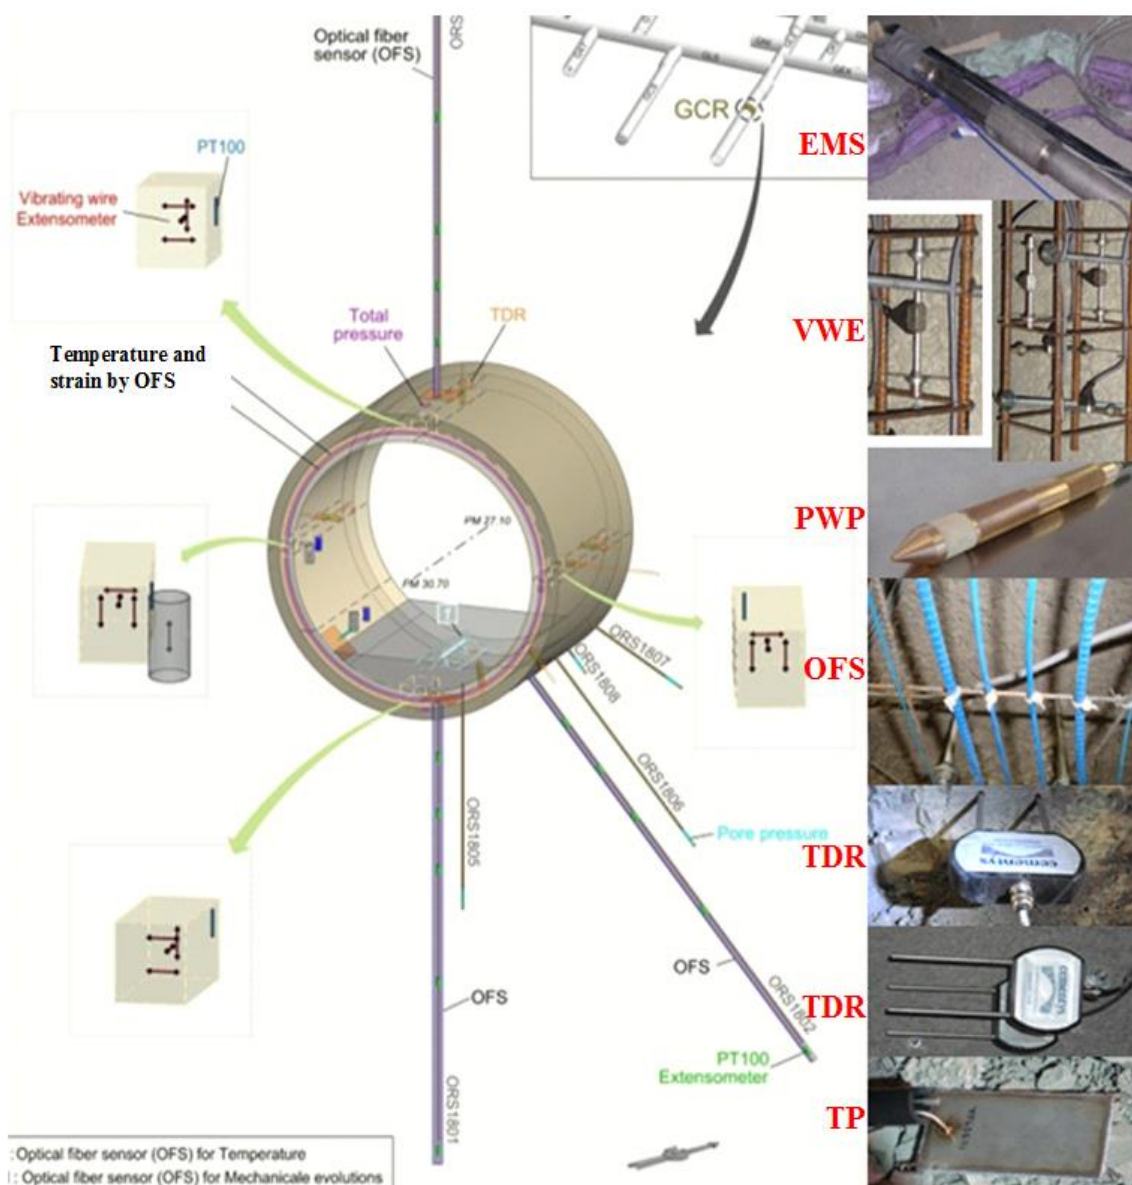 Optical fiber
sensor (OFS)
ORS
GCR
EMS
PT100
Vibrating wire
Extensometer
VWE
Total
pressure
TDR
Temperature and
strain by OFS
PWP
PM 27.10
PM 30.70
OFS
ORS1807
ORS1808
ORS1806
ORS1805
Pore pressure
TDR
cementys
OFS
OFS
ORS1802
TDR
cementys
PT100
Extensometer
ORS1801
TP
: Optical fiber sensor (OFS) for Temperature
: Optical fiber sensor (OFS) for Mechanicale evolutions